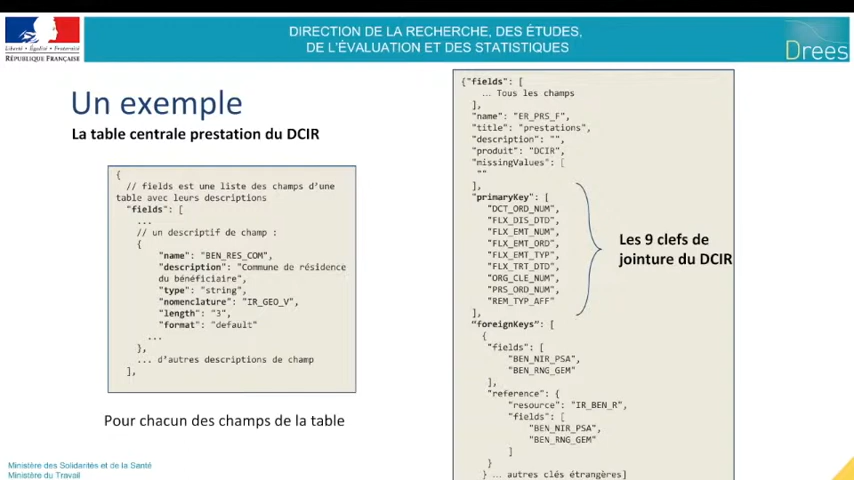 DIRECTION DE LA RECHERCHE, DES ÉTUDES,
DE L'ÉVALUATION ET DES STATISTIQUES
Liberté • Égalité • Fraternité
RÉPUBLIQUE FRANÇAISE
Drees
Un exemple
La table centrale prestation du DCIR
{
// fields est une liste des champs d'une
table avec leurs descriptions
"fields": [
...
// un descriptif de champ :
{
"name": "BEN_RES_COM",
"description": "Commune de résidence
du bénéficiaire",
"type": "string",
"nomenclature": "IR_GEO_V",
"length": "3",
"format": "default"
...
},
... d'autres descriptions de champ
],
Pour chacun des champs de la table
{"fields": [
... Tous les champs
],
"name": "ER_PRS_F",
"title": "prestations",
"description": "",
"produit": "DCIR",
"missingValues": [
""
],
"primaryKey": [
"DCT_ORD_NUM",
"FLX_DIS_DTD",
"FLX_EMT_NUM",
"FLX_EMT_ORD",
"FLX_EMT_TYP",
"FLX_TRT_DTD",
"ORG_CLE_NUM",
"PRS_ORD_NUM",
"REM_TYP_AFF"
],
"foreignKeys": [
{
"fields": [
"BEN_NIR_PSA",
"BEN_RNG_GEM"
],
"reference": {
"resource": "IR_BEN_R",
"fields": [
"BEN_NIR_PSA",
"BEN_RNG_GEM"
]
}
} ... autres clés étrangères]
Les 9 clefs de
jointure du DCIR
Ministère des Solidarités et de la Santé
Ministère du Travail